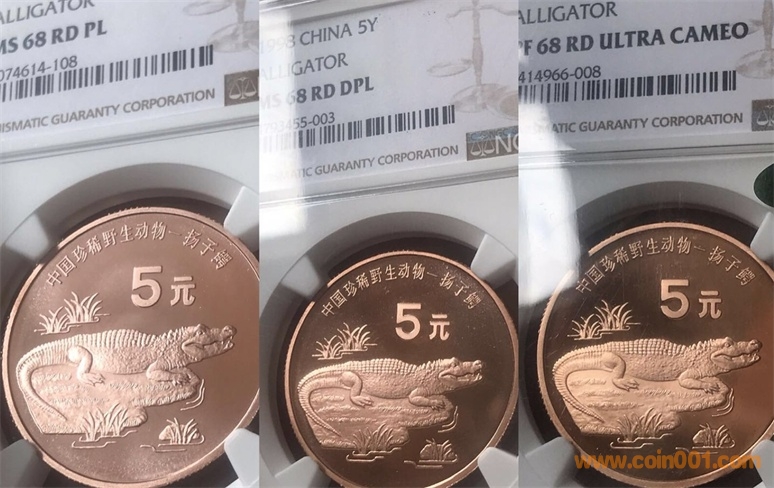 ALLIGATOR
MS 68 RD PL
074614-108
NUMISMATIC GUARANTY CORPORATION
中国珍稀野生动物—扬子鳄
5元
1998 CHINA 5Y
ALLIGATOR
MS 68 RD DPL
793455-003
NUMISMATIC GUARANTY CORPORATION
中国珍稀野生动物—扬子鳄
5元
ALLIGATOR
PF 68 RD ULTRA CAMEO
414966-008
NUMISMATIC GUARANTY CORPORATION
中国珍稀野生动物—扬子鳄
5元
www.coin001.com